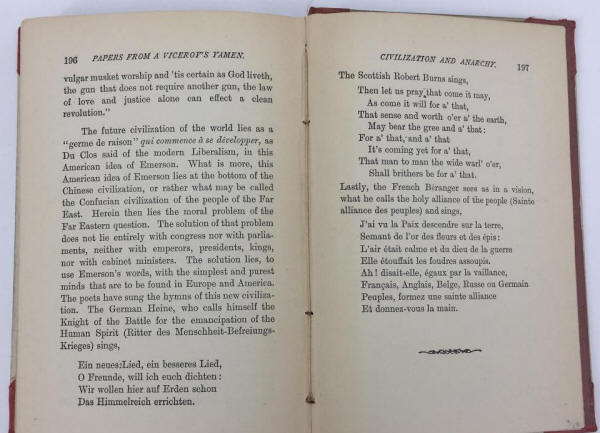 196 PAPERS FROM A VICEROY'S YAMEN.
vulgar musket worship and 'tis certain as God liveth,
the gun that does not require another gun, the law
of love and justice alone can effect a clean
revolution."
The future civilization of the world lies as a
"germe de raison" qui commence à se développer, as
Du Clos said of the modern Liberalism, in this
American idea of Emerson. What is more, this
American idea of Emerson lies at the bottom of the
Chinese civilization, or rather what may be called
the Confucian civilization of the people of the Far
East. Herein then lies the moral problem of the
Far Eastern question. The solution of that problem
does not lie entirely with congress nor with parlia-
ments, neither with emperors, presidents, kings,
nor with cabinet ministers. The solution lies, to
use Emerson's words, with the simplest and purest
minds that are to be found in Europe and America.
The poets have sung the hymns of this new civiliza-
tion. The German Heine, who calls himself the
Knight of the Battle for the emancipation of the
Human Spirit (Ritter des Menschheit-Befreiungs-
Krieges) sings,
Ein neues:Lied, ein besseres Lied,
O Freunde, will ich euch dichten:
Wir wollen hier auf Erden schon
Das Himmelreich errichten.
CIVILIZATION AND ANARCHY. 197
The Scottish Robert Burns sings,
Then let us pray that come it may,
As come it will for a' that,
That sense and worth o'er a' the earth,
May bear the gree and a' that:
For a' that, and a' that
It's coming yet for a' that,
That man to man the wide warl' o'er,
Shall brithers be for a' that.
Lastly, the French Béranger sees as in a vision,
what he calls the holy alliance of the people (Sainte
alliance des peuples) and sings,
J'ai vu la Paix descendre sur la terre,
Semant de l'or des fleurs et des épis:
L'air était calme et du dieu de la guerre
Elle étouffait les foudres assoupis.
Ah! disait-elle, égaux par la vaillance,
Français, Anglais, Belge, Russe ou Germain
Peuples, formez une sainte alliance
Et donnez-vous la main.